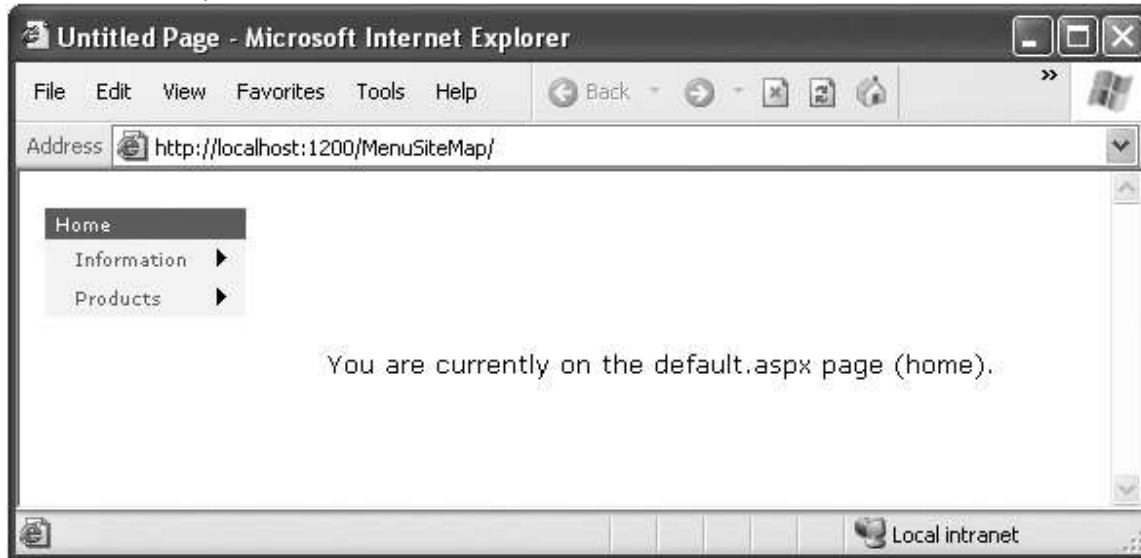 Untitled Page - Microsoft Internet Explorer
File Edit View Favorites Tools Help Back »
Address http://localhost:1200/MenuSiteMap/
Home
Information
Products
You are currently on the default.aspx page (home).
Local intranet